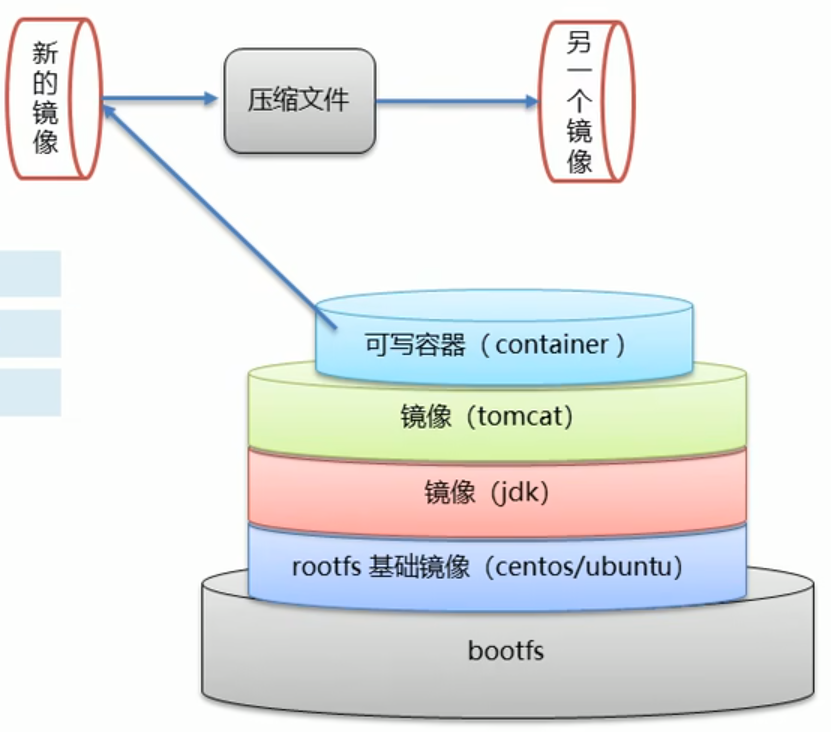 新的镜像
压缩文件
另一个镜像
可写容器（container）
镜像（tomcat）
镜像（jdk）
rootfs 基础镜像（centos/ubuntu）
bootfs